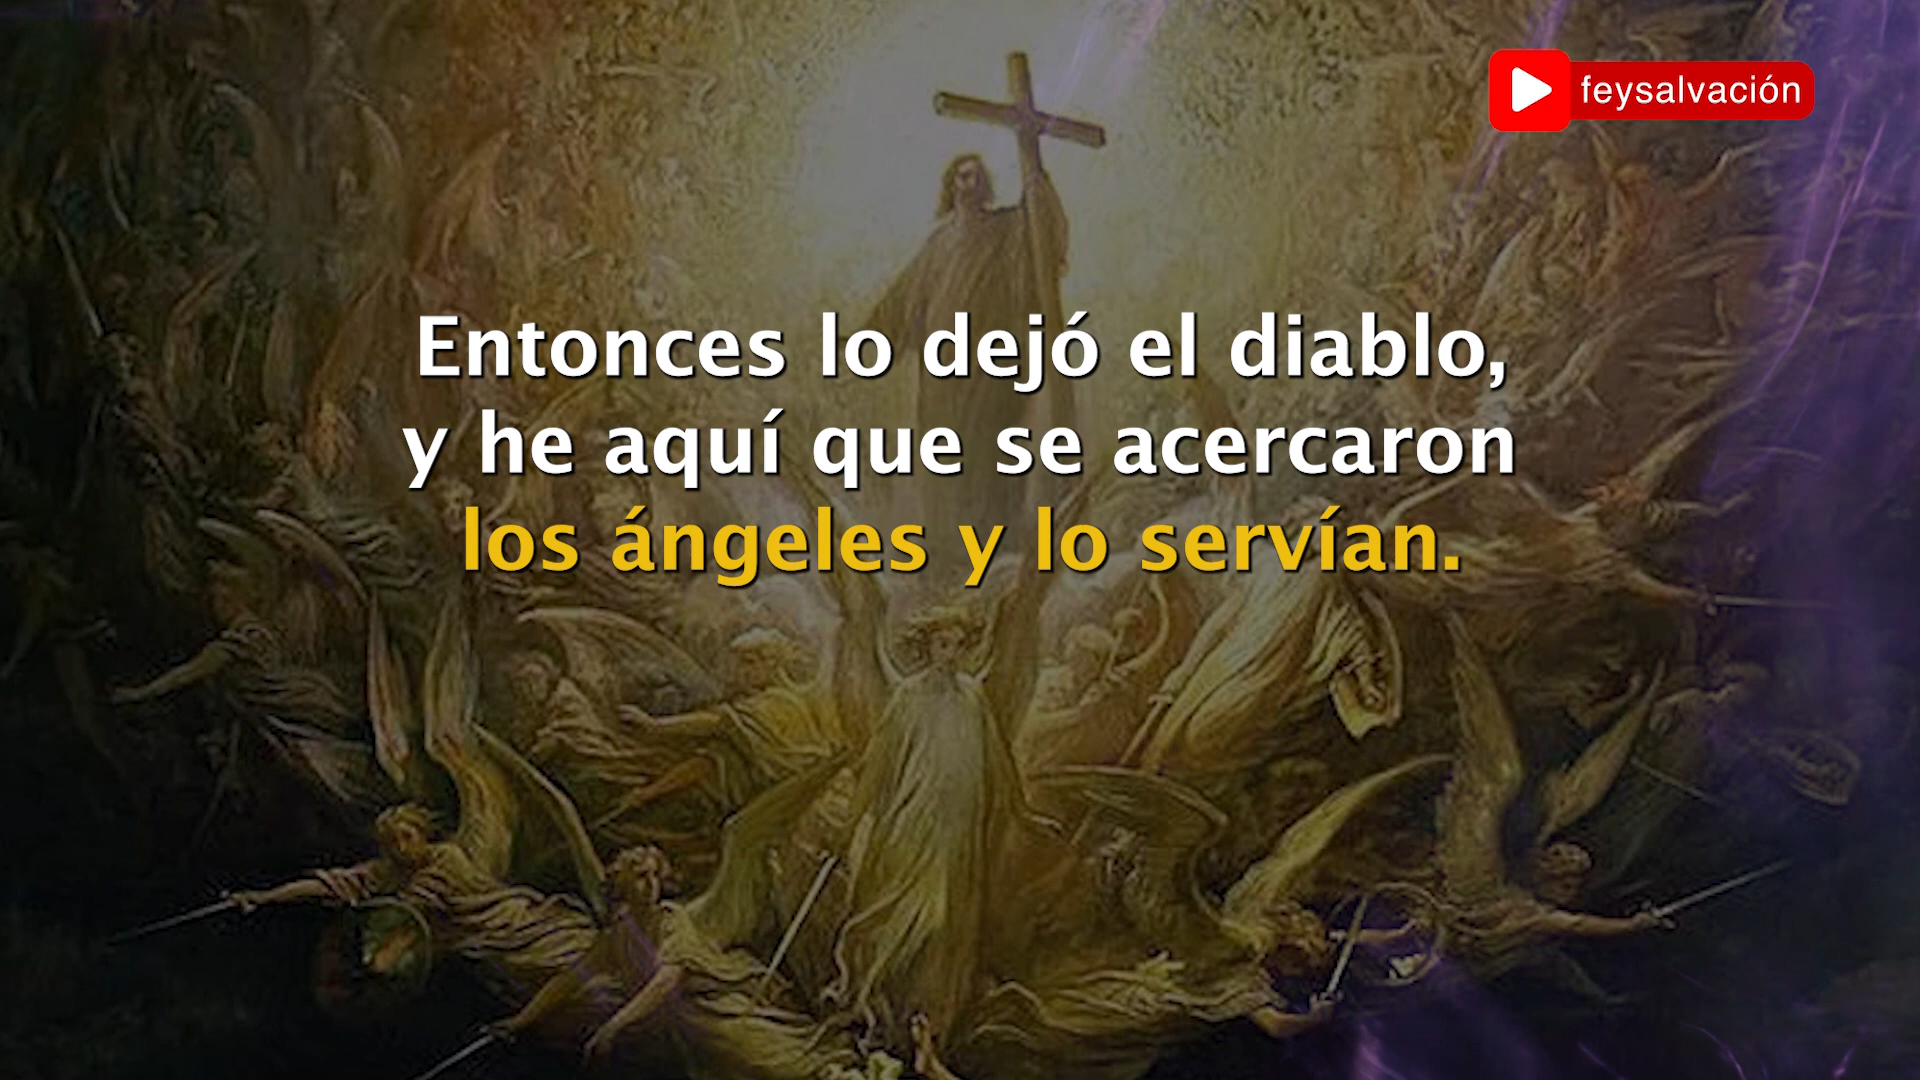 feysalvación
Entonces lo dejó el diablo,
y he aquí que se acercaron
los ángeles y lo servían.